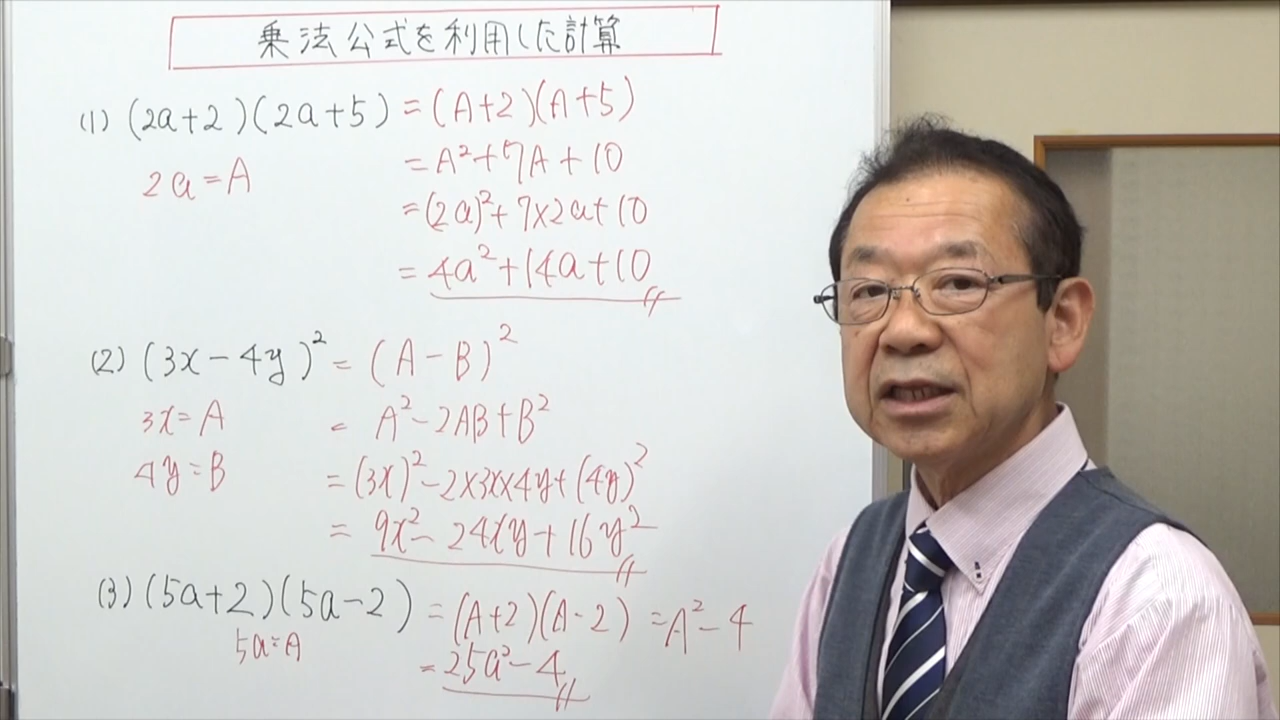 乗法公式を利用した計算
(1) (2a+2)(2a+5) = (A+2)(A+5)
2a=A
= A²+7A+10
= (2a)²+7×2a+10
= 4a²+14a+10
(2) (3x-4y)² = (A-B)²
3x=A
= A²-2AB+B²
4y=B
= (3x)²-2×3x×4y+(4y)²
= 9x²-24xy+16y²
(3) (5a+2)(5a-2) = (A+2)(A-2) = A²-4
5a=A
= 25a²-4